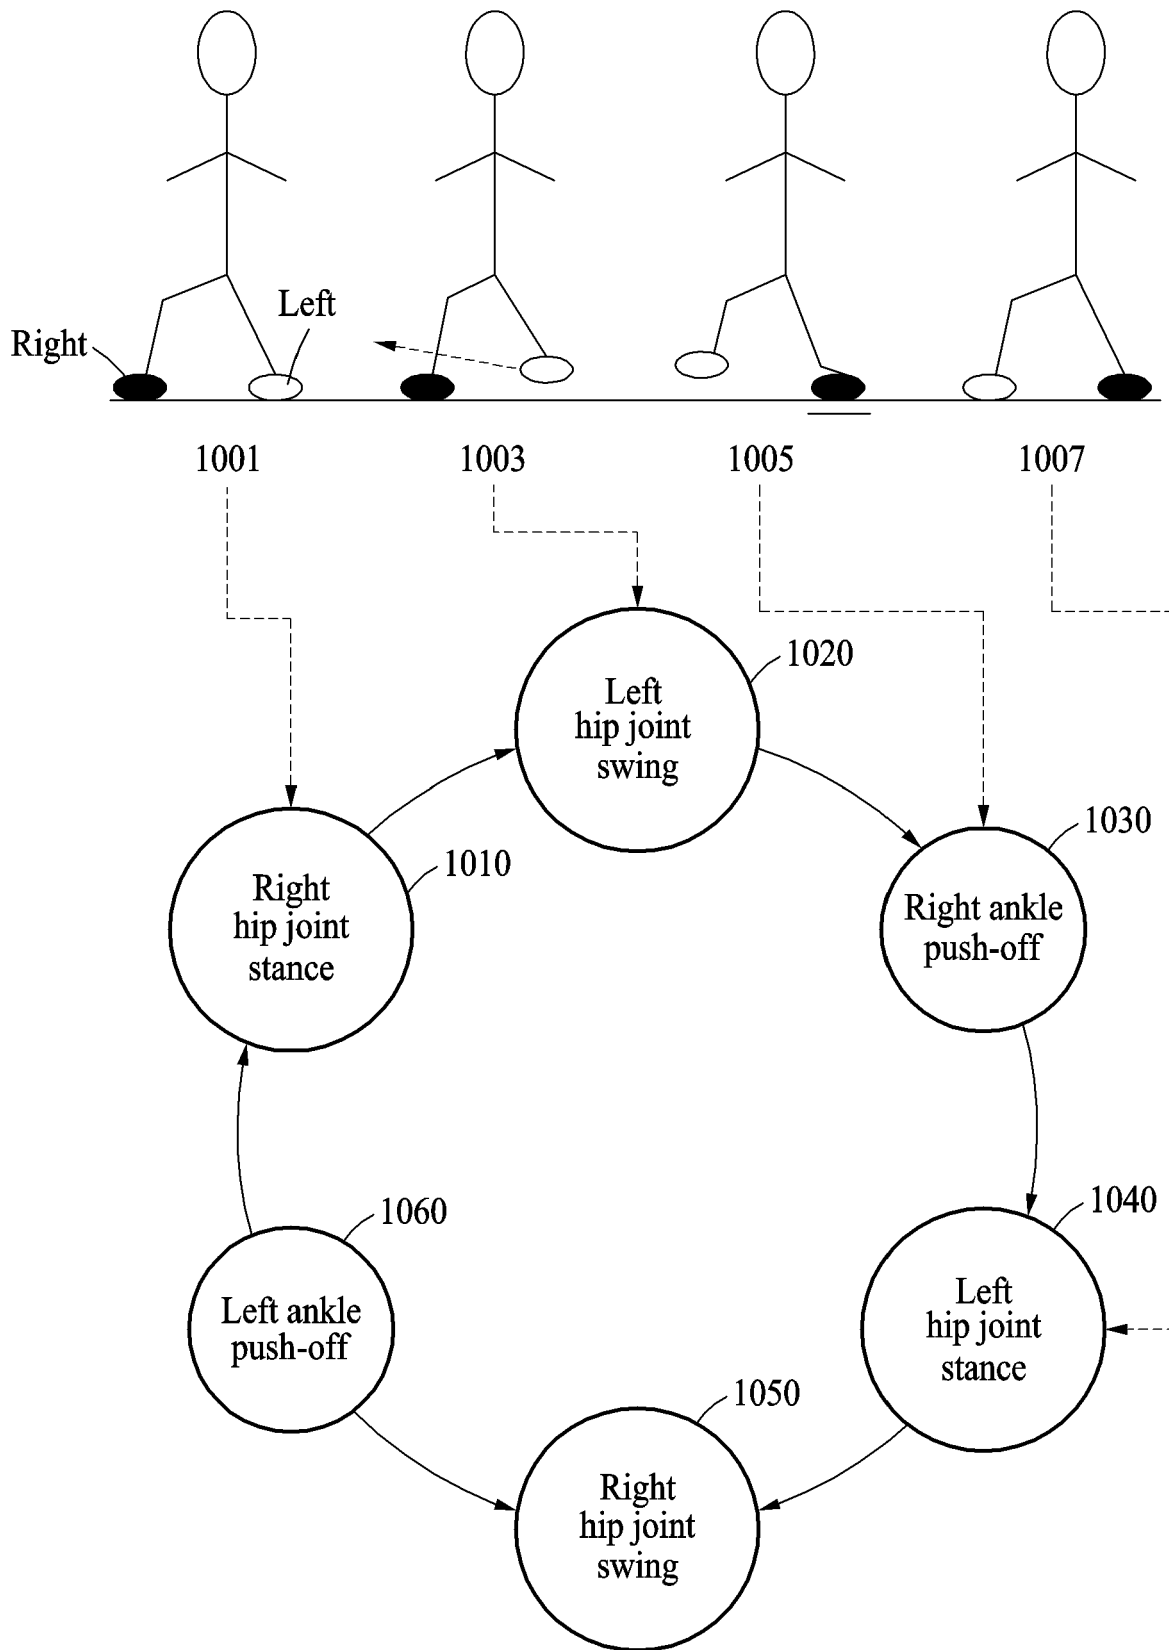 Left
Right
1001
1003
1005
1007
1020
Left
hip joint
swing
1030
Right ankle
push-off
1010
Right
hip joint
stance
1060
Left ankle
push-off
1040
Left
hip joint
stance
1050
Right
hip joint
swing